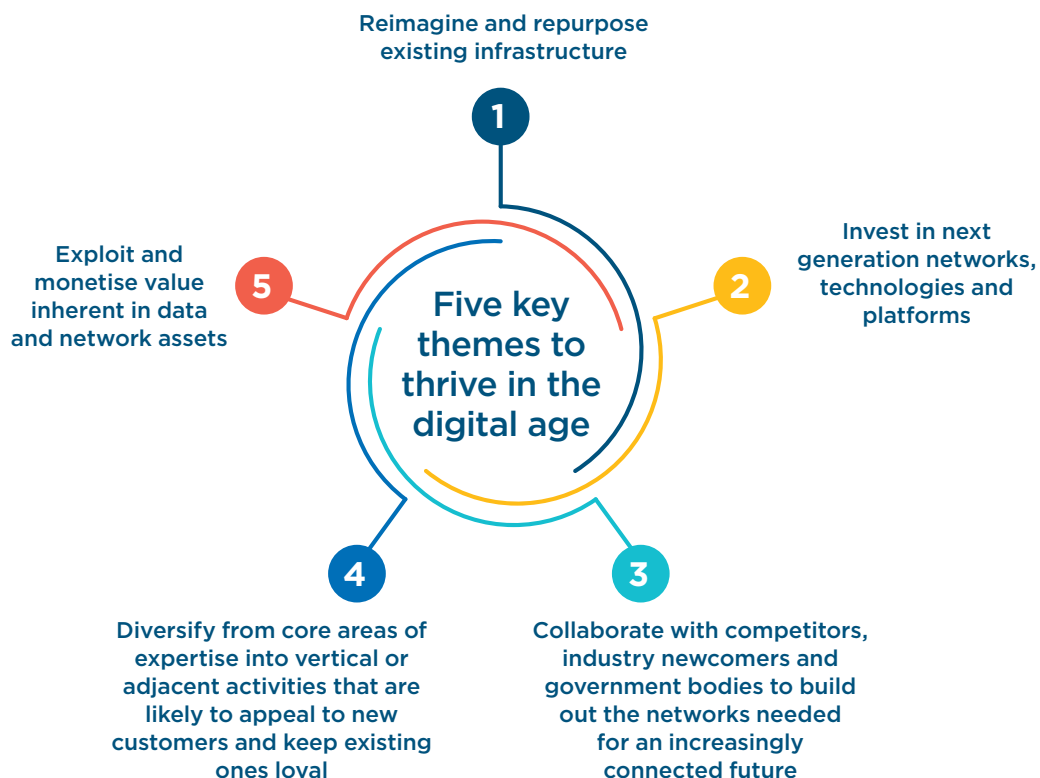 Reimagine and repurpose
existing infrastructure
1
Invest in next
generation networks,
technologies and
platforms
2
Five key
themes to
thrive in the
digital age
Exploit and
monetise value
inherent in data
and network assets
5
4
Diversify from core areas of
expertise into vertical or
adjacent activities that are
likely to appeal to new
customers and keep existing
ones loyal
3
Collaborate with competitors,
industry newcomers and
government bodies to build
out the networks needed
for an increasingly
connected future